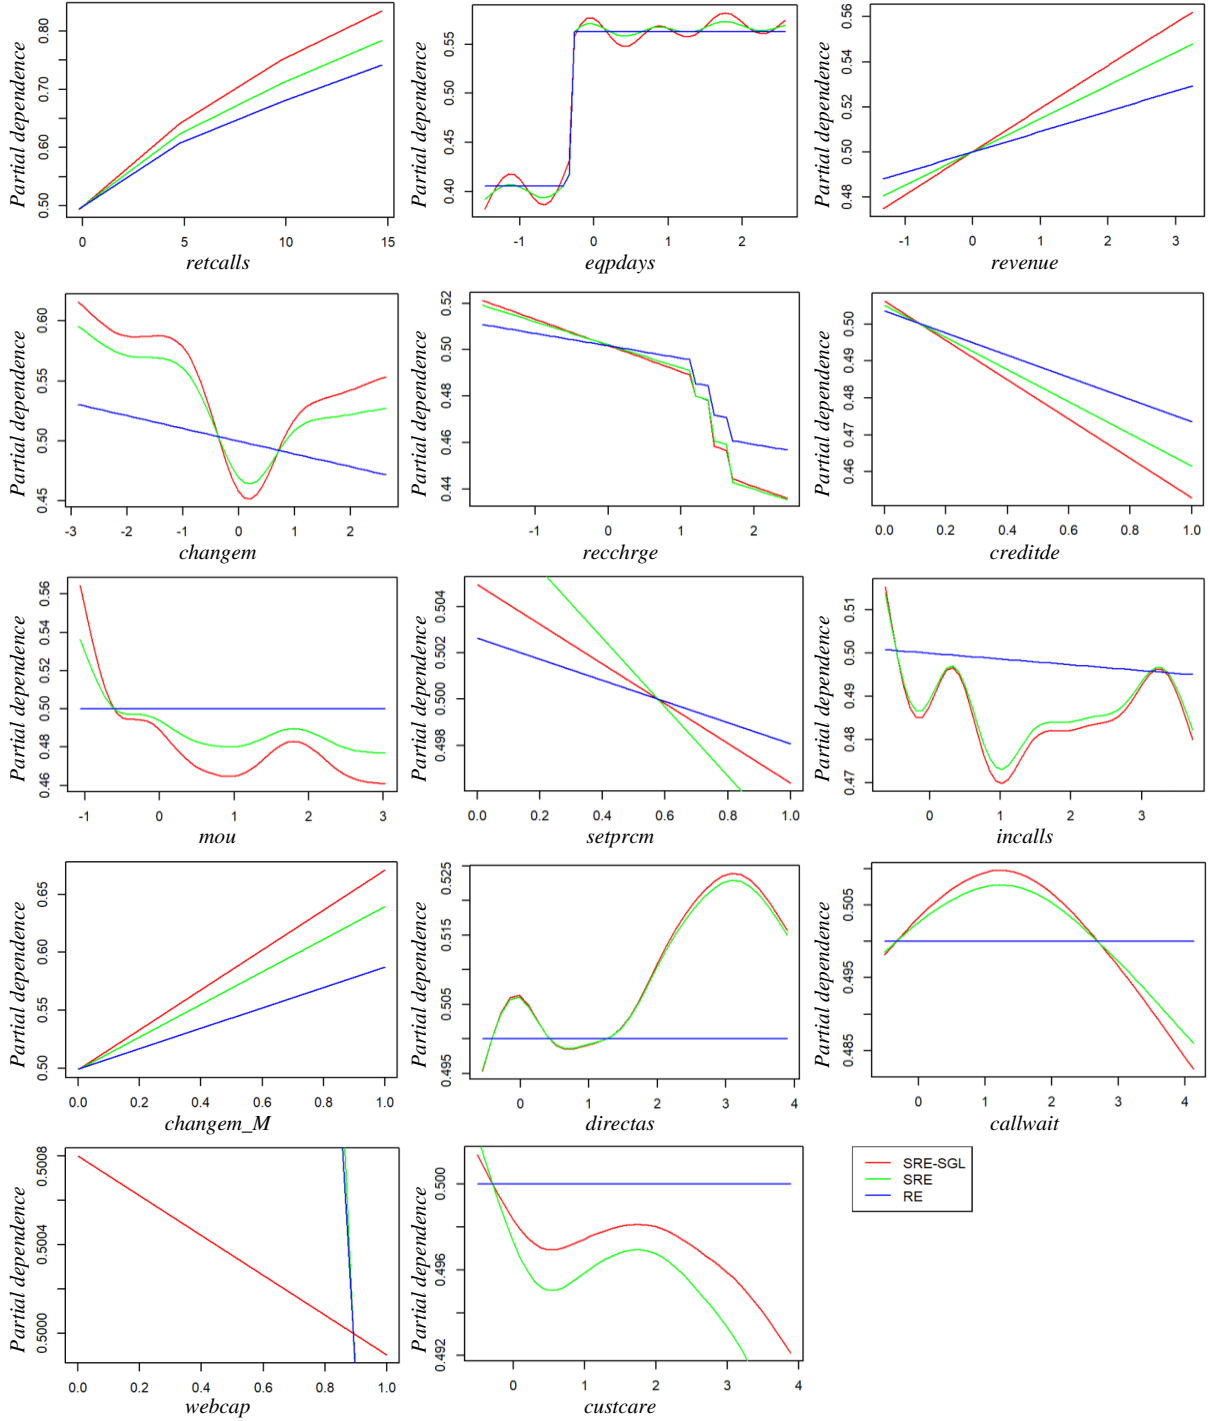 Partial dependence
0.80
0.70
0.60
0.50
0 5 10 15
retcalls
Partial dependence
0.55
0.50
0.45
0.40
-1 0 1 2
eqpdays
Partial dependence
0.56
0.54
0.52
0.50
0.48
-1 0 1 2 3
revenue
Partial dependence
0.60
0.55
0.50
0.45
-3 -2 -1 0 1 2
changem
Partial dependence
0.52
0.50
0.48
0.46
0.44
-1 0 1 2
recchrge
Partial dependence
0.50
0.49
0.48
0.47
0.46
0.0 0.2 0.4 0.6 0.8 1.0
creditde
Partial dependence
0.56
0.54
0.52
0.50
0.48
0.46
-1 0 1 2 3
mou
Partial dependence
0.504
0.502
0.500
0.498
0.0 0.2 0.4 0.6 0.8 1.0
setprcm
Partial dependence
0.51
0.50
0.49
0.48
0.47
0 1 2 3
incalls
Partial dependence
0.65
0.60
0.55
0.50
0.0 0.2 0.4 0.6 0.8 1.0
changem_M
Partial dependence
0.525
0.515
0.505
0.495
0 1 2 3 4
directas
Partial dependence
0.505
0.495
0.485
0 1 2 3 4
callwait
Partial dependence
0.5008
0.5004
0.5000
0.0 0.2 0.4 0.6 0.8 1.0
webcap
Partial dependence
0.500
0.496
0.492
0 1 2 3 4
custcare
SRE-SGL
SRE
RE